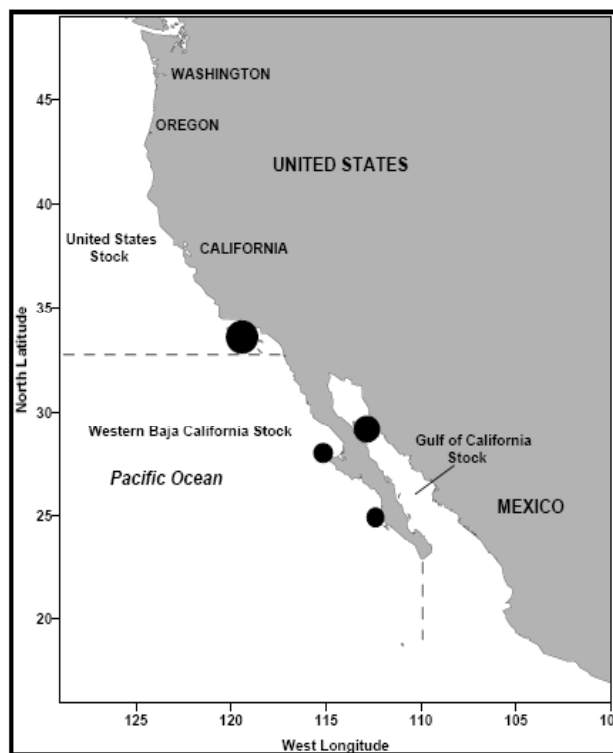 WASHINGTON
45
OREGON
UNITED STATES
40
United States
Stock
CALIFORNIA
35
North Latitude
30
Western Baja California Stock
Gulf of California
Stock
Pacific Ocean
MEXICO
25
20
125
120
115
110
105
10
West Longitude